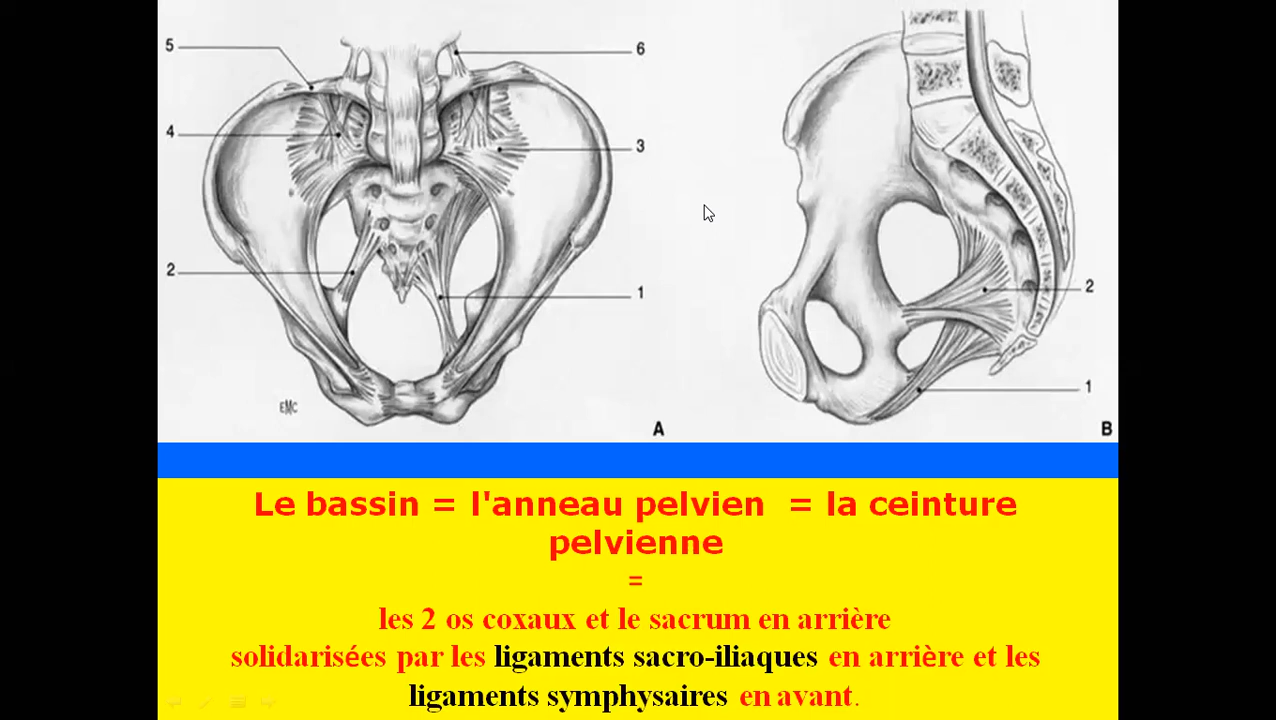 5
6
4
3
2
1
2
1
EMC
A
B
Le bassin = l'anneau pelvien = la ceinture
pelvienne
=
les 2 os coxaux et le sacrum en arrière
solidarisées par les ligaments sacro-iliaques en arrière et les
ligaments symphysaires en avant.